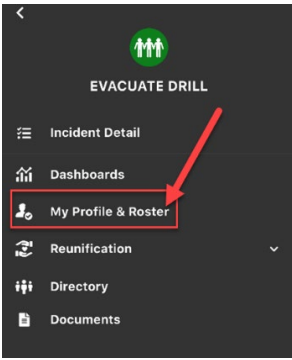 EVACUATE DRILL
Incident Detail
Dashboards
My Profile & Roster
Reunification
Directory
Documents